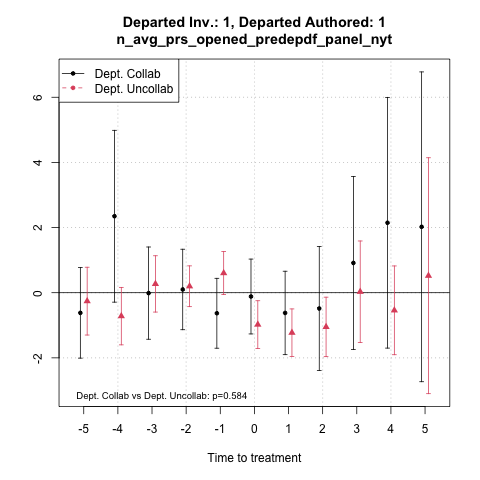 Departed Inv.: 1, Departed Authored: 1
n_avg_prs_opened_predepdf_panel_nyt
Dept. Collab
Dept. Uncollab
6
4
2
0
-2
Dept. Collab vs Dept. Uncollab: p=0.584
-5 -4 -3 -2 -1 0 1 2 3 4 5
Time to treatment